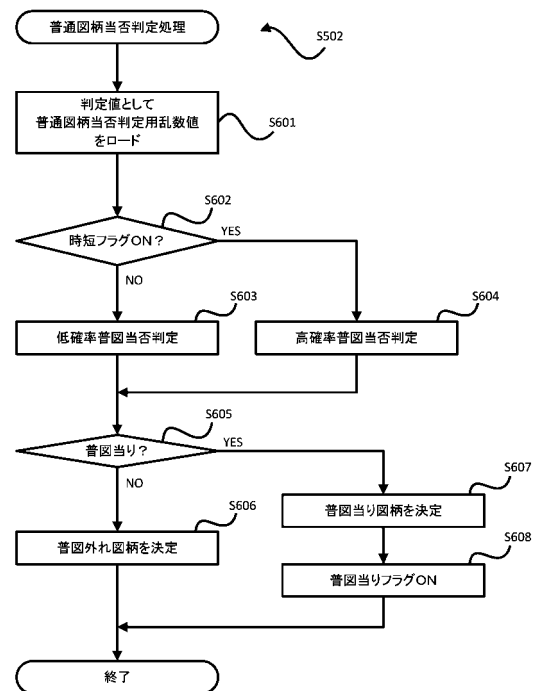 普通図柄当否判定処理
S502
判定値として
普通図柄当否判定用乱数値
をロード
S601
S602
時短フラグON？
YES
NO
S603
S604
低確率普図当否判定
高確率普図当否判定
S605
普図当り？
YES
NO
S607
S606
普図当り図柄を決定
普図外れ図柄を決定
S608
普図当りフラグON
終了